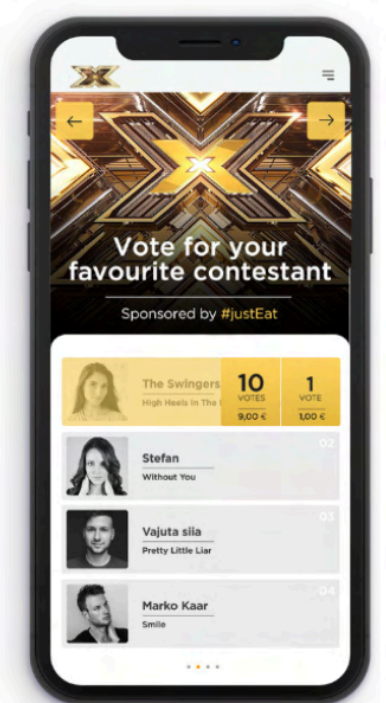 Vote for your
favourite contestant
Sponsored by #justEat
The Swingers
High Heels In The
10
VOTES
9,00 €
1
VOTE
1,00 €
02
Stefan
Without You
03
Vajuta siia
Pretty Little Liar
04
Marko Kaar
Smile